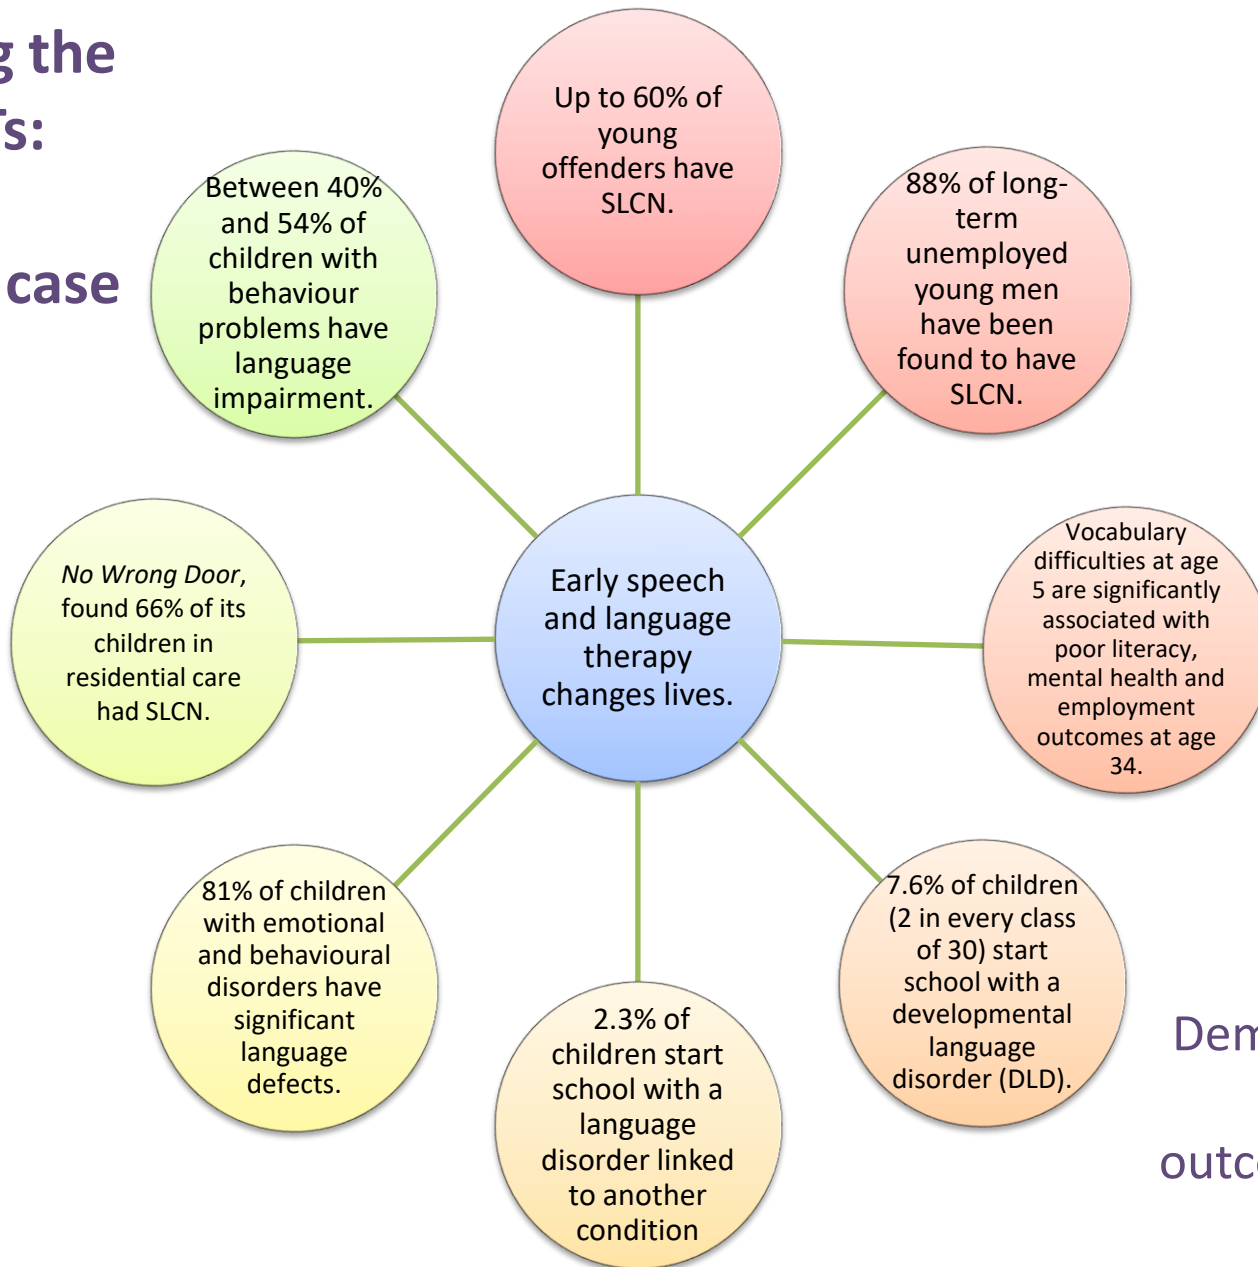 g the
Ts:
case
Up to 60% of
young
offenders have
SLCN.
88% of long-
term
unemployed
young men
have been
found to have
SLCN.
Vocabulary
difficulties at age
5 are significantly
associated with
poor literacy,
mental health and
employment
outcomes at age
34.
7.6% of children
(2 in every class
of 30) start
school with a
developmental
language
disorder (DLD).
2.3% of
children start
school with a
language
disorder linked
to another
condition
81% of children
with emotional
and behavioural
disorders have
significant
language
defects.
No Wrong Door,
found 66% of its
children in
residential care
had SLCN.
Between 40%
and 54% of
children with
behaviour
problems have
language
impairment.
Early speech
and language
therapy
changes lives.
Dem
outco